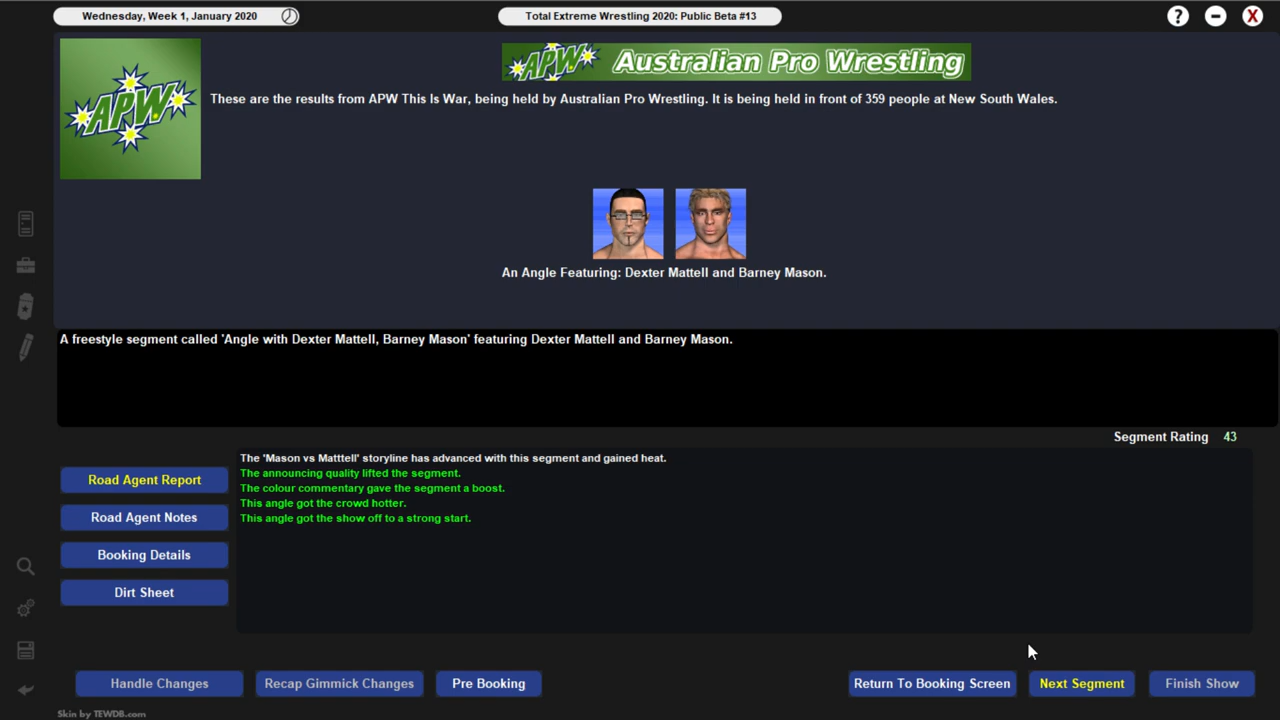 Wednesday, Week 1, January 2020
Total Extreme Wrestling 2020: Public Beta #13
?
X
APW
APW Australian Pro Wrestling
These are the results from APW This Is War, being held by Australian Pro Wrestling. It is being held in front of 359 people at New South Wales.
An Angle Featuring: Dexter Mattell and Barney Mason.
A freestyle segment called 'Angle with Dexter Mattell, Barney Mason' featuring Dexter Mattell and Barney Mason.
Segment Rating 43
The 'Mason vs Matttell' storyline has advanced with this segment and gained heat.
The announcing quality lifted the segment.
The colour commentary gave the segment a boost.
This angle got the crowd hotter.
This angle got the show off to a strong start.
Road Agent Report
Road Agent Notes
Booking Details
Dirt Sheet
Handle Changes
Recap Gimmick Changes
Pre Booking
Return To Booking Screen
Next Segment
Finish Show
Skin by TEWDB.com